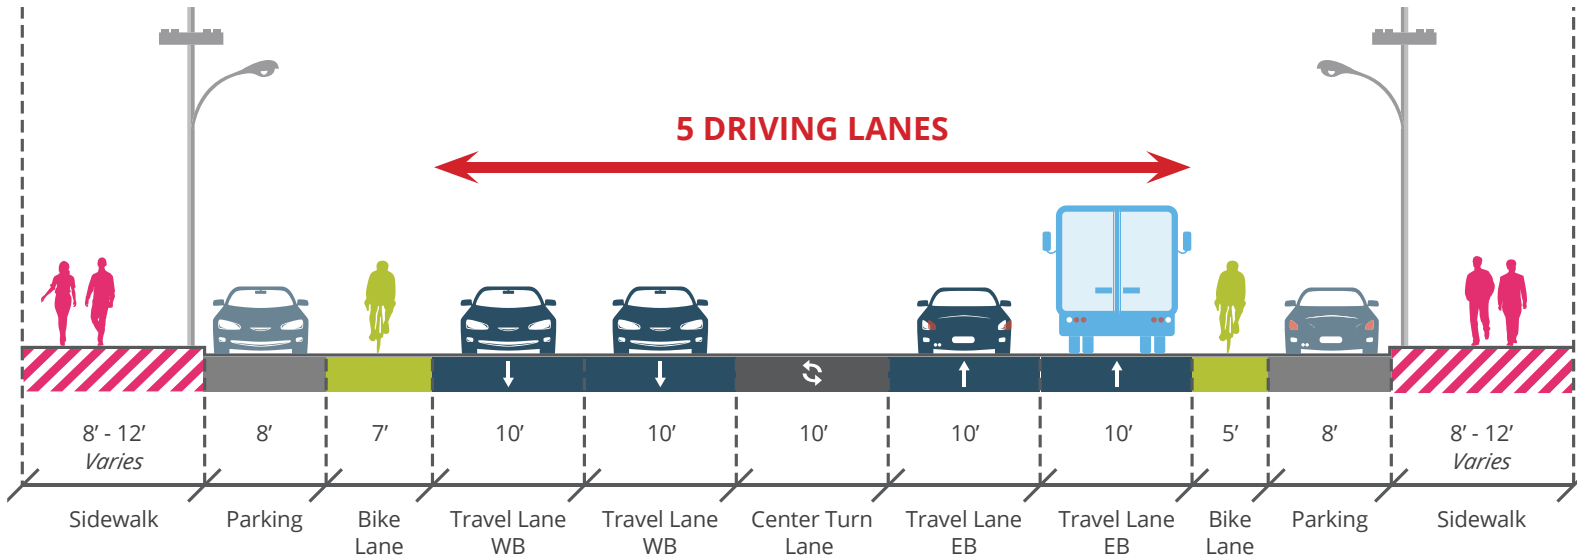 5 DRIVING LANES
8’ - 12’
Varies
8’
7’
10’
10’
10’
10’
10’
5’
8’
8’ - 12’
Varies
Sidewalk
Parking
Bike
Lane
Travel Lane
WB
Travel Lane
WB
Center Turn
Lane
Travel Lane
EB
Travel Lane
EB
Bike
Lane
Parking
Sidewalk